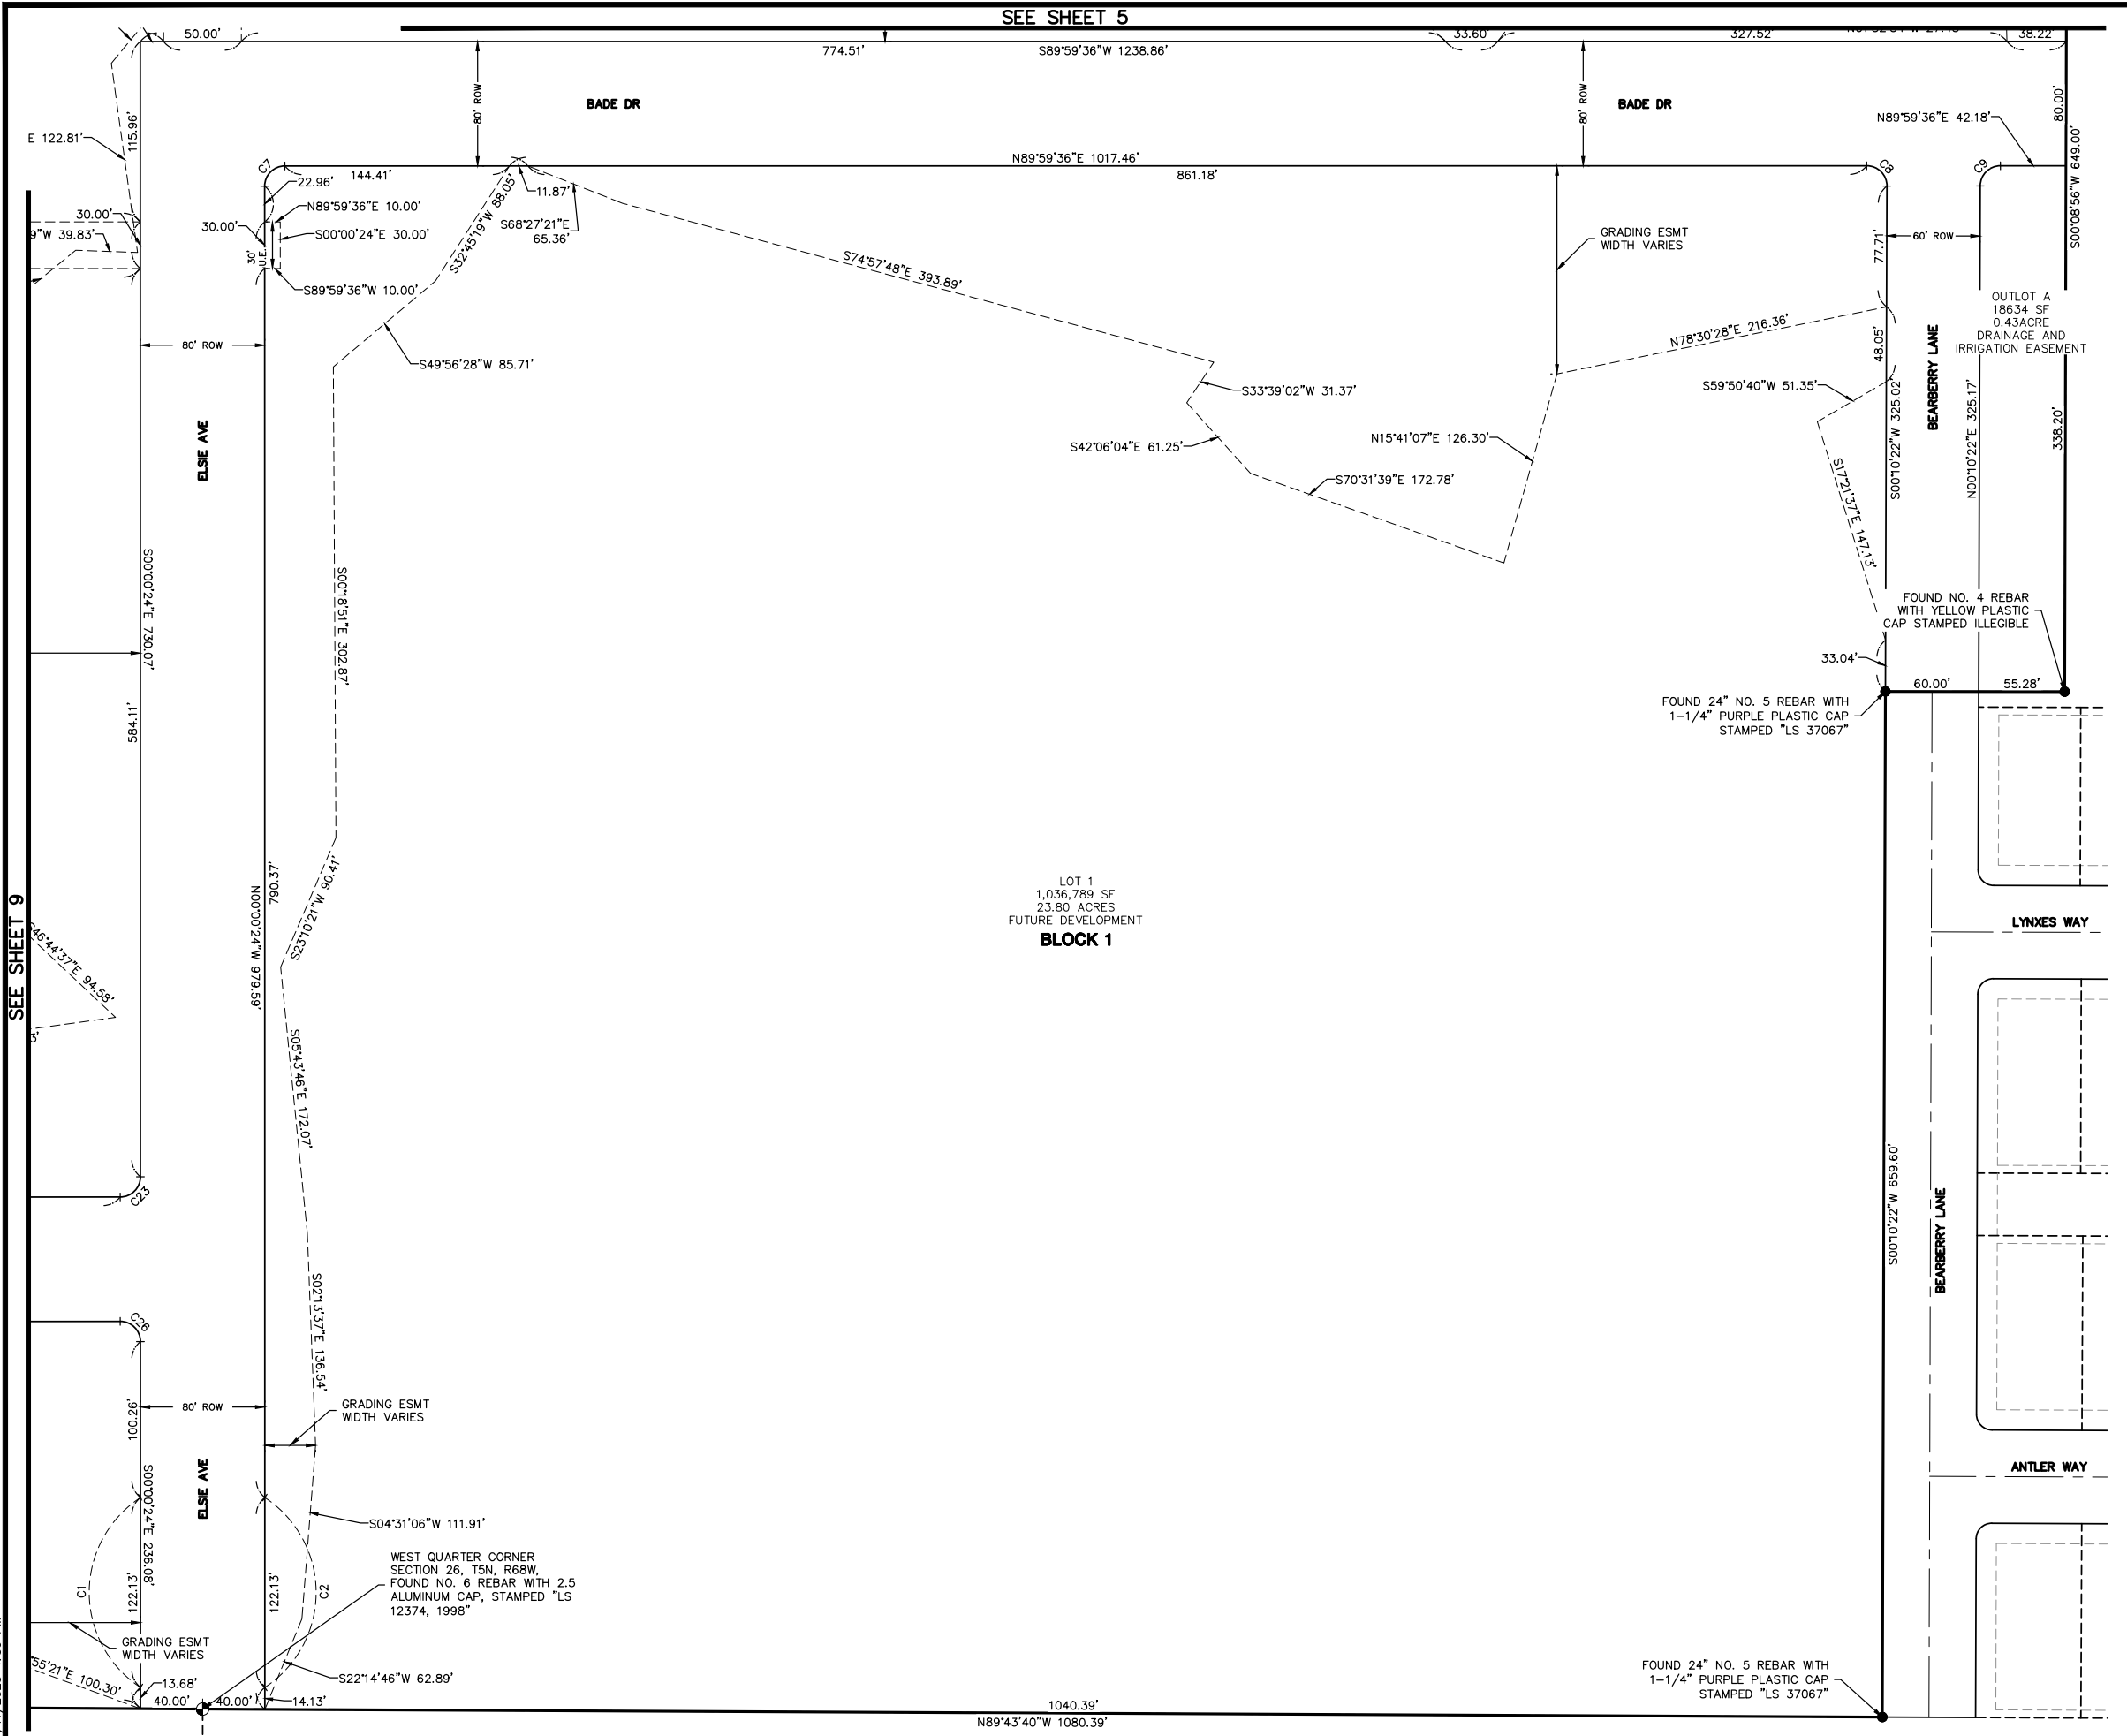 SEE SHEET 5
50.00'
774.51'
S89°59'36"W 1238.86'
33.60'
327.52'
38.22'
80' ROW
BADE DR
80' ROW
BADE DR
80.00'
S00°08'56"W 649.00'
N89°59'36"E 42.18'
E 122.81'
115.96'
C7
144.41'
N89°59'36"E 1017.46'
861.18'
C8
C9
22.96'
11.87'
N89°59'36"E 10.00'
30.00'
30.00'
S00°00'24"E 30.00'
S32°45'19"W 88.05'
S68°27'21"E
65.36'
9"W 39.83'
30'
U.E.
S89°59'36"W 10.00'
S74°57'48"E 393.89'
GRADING ESMT
WIDTH VARIES
77.71'
60' ROW
OUTLOT A
18634 SF
0.43ACRE
DRAINAGE AND
IRRIGATION EASEMENT
80' ROW
S49°56'28"W 85.71'
N78°30'28"E 216.36'
48.05'
BEARBERRY LANE
S33°39'02"W 31.37'
S59°50'40"W 51.35'
S00°10'22"W 325.02'
N00°10'22"E 325.17'
338.20'
ELSIE AVE
S42°06'04"E 61.25'
N15°41'07"E 126.30'
S70°31'39"E 172.78'
S17°21'37"E 147.13'
S00°00'24"E 730.07'
S00°18'51"E 302.87'
FOUND NO. 4 REBAR
WITH YELLOW PLASTIC
CAP STAMPED ILLEGIBLE
33.04'
60.00'
55.28'
584.11'
FOUND 24" NO. 5 REBAR WITH
1-1/4" PURPLE PLASTIC CAP
STAMPED "LS 37067"
SEE SHEET 9
790.37'
N00°00'24"W 979.59'
S23°10'21"W 90.41'
LOT 1
1,036,789 SF
23.80 ACRES
FUTURE DEVELOPMENT
BLOCK 1
LYNXES WAY
S46°44'37"E 94.58'
3'
S05°43'46"E 172.07'
C23
S00°10'22"W 659.60'
BEARBERRY LANE
C26
S02°13'37"E 136.54'
100.26'
80' ROW
GRADING ESMT
WIDTH VARIES
ELSIE AVE
S00°00'24"E 236.08'
ANTLER WAY
S04°31'06"W 111.91'
WEST QUARTER CORNER
SECTION 26, T5N, R68W,
FOUND NO. 6 REBAR WITH 2.5
ALUMINUM CAP, STAMPED "LS
12374, 1998"
C1
122.13'
122.13'
C2
GRADING ESMT
WIDTH VARIES
°55'21"E 100.30'
13.68'
S22°14'46"W 62.89'
40.00'
40.00'
14.13'
FOUND 24" NO. 5 REBAR WITH
1-1/4" PURPLE PLASTIC CAP
STAMPED "LS 37067"
1040.39'
N89°43'40"W 1080.39'